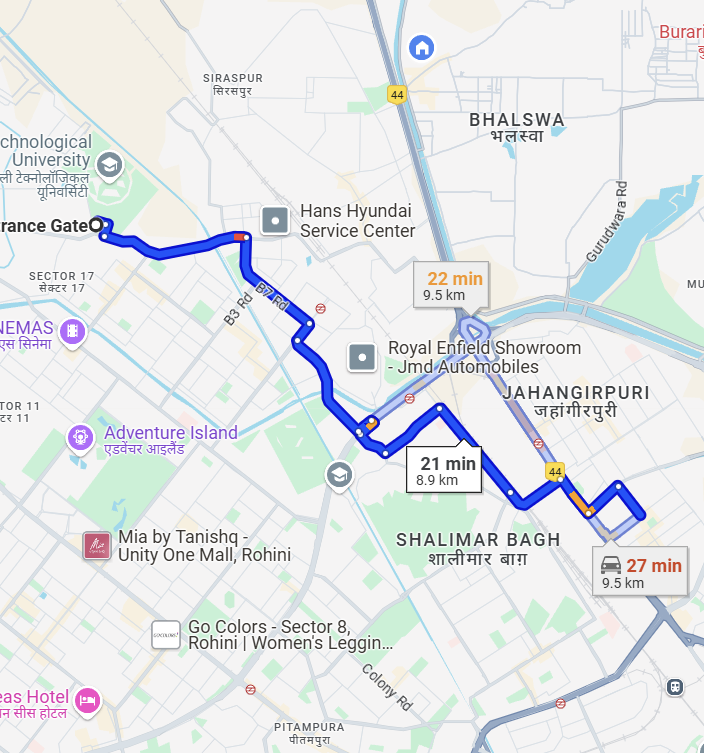 Burari
SIRASPUR
सिरसपुर
44
BHALSWA
भलस्वा
chnological
University
टेक्नोलॉजिकल
यूनिवर्सिटी
Hans Hyundai
Service Center
trance Gate
Gurudwara Rd
SECTOR 17
सेक्टर 17
22 min
9.5 km
B3 Rd
B7 Rd
NEMAS
एस सिनेमा
Royal Enfield Showroom
- Jmd Automobiles
JAHANGIRPURI
जहांगीरपुरी
TOR 11
टर 11
Adventure Island
एडवेंचर आइलैंड
21 min
8.9 km
44
Mia by Tanishq -
Unity One Mall, Rohini
SHALIMAR BAGH
शालीमार बाग़
27 min
9.5 km
Go Colors - Sector 8,
Rohini | Women's Leggin...
Colony Rd
eas Hotel
न सीस होटल
PITAMPURA
पीतमपुरा